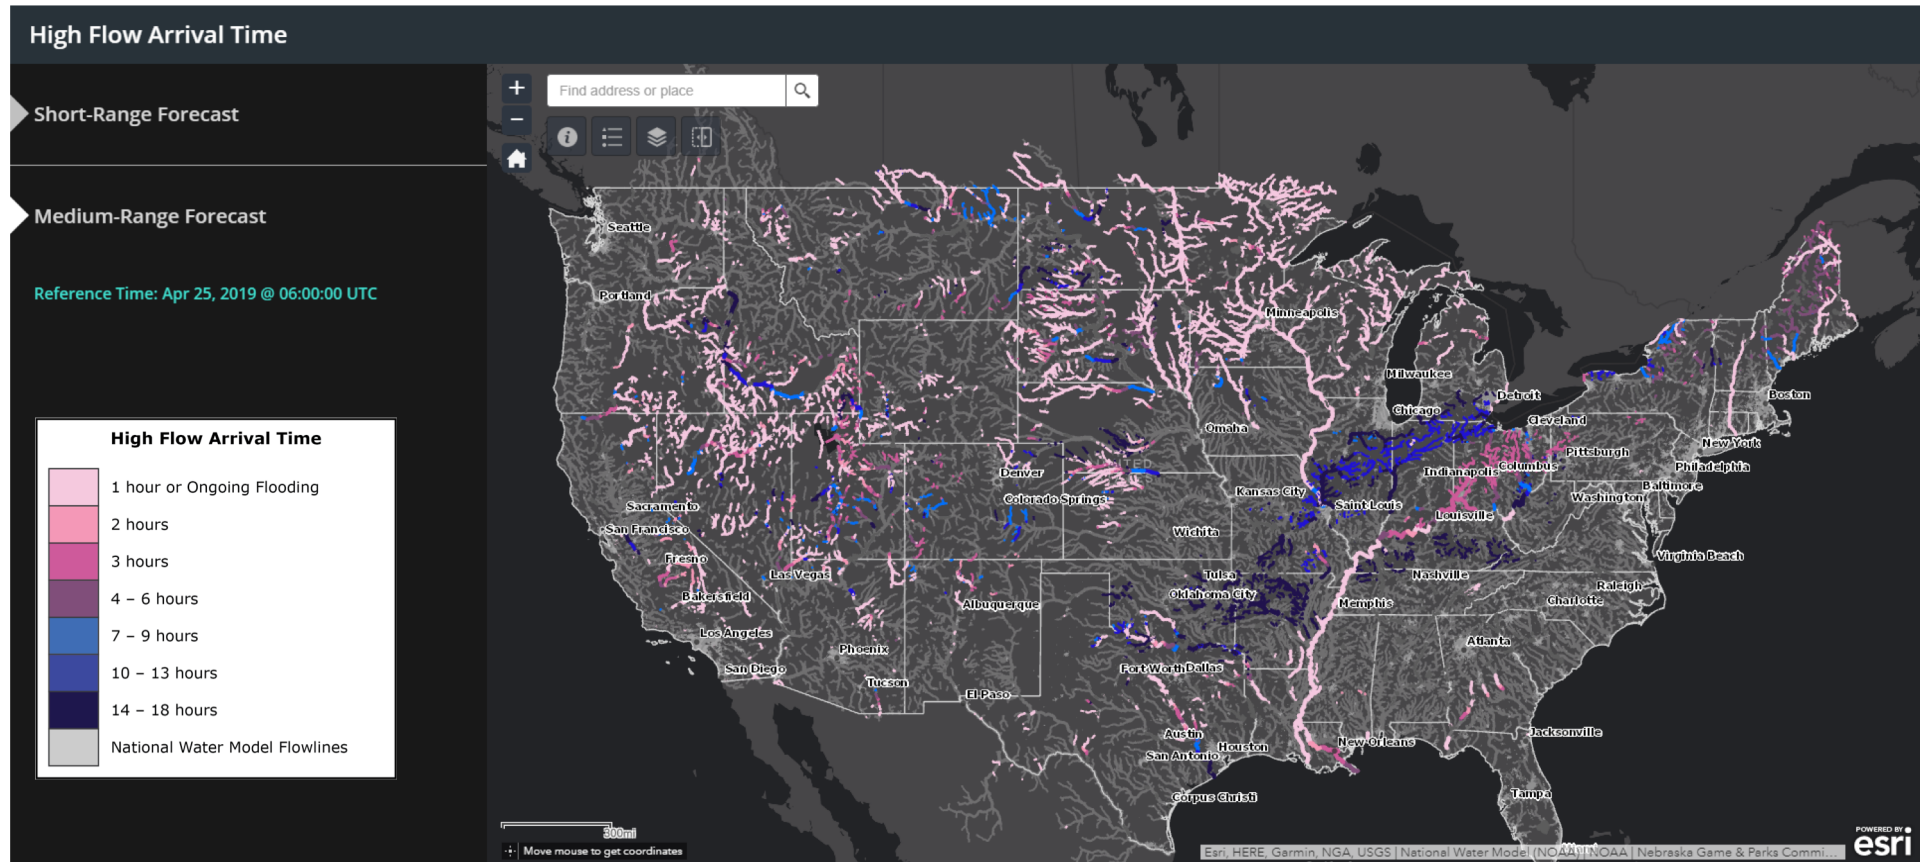 High Flow Arrival Time
Short-Range Forecast
Medium-Range Forecast
Reference Time: Apr 25, 2019 @ 06:00:00 UTC
High Flow Arrival Time
1 hour or Ongoing Flooding
2 hours
3 hours
4 – 6 hours
7 – 9 hours
10 – 13 hours
14 – 18 hours
National Water Model Flowlines
+
Find address or place
−
Seattle
Portland
Minneapolis
Milwaukee
Detroit
Boston
Chicago
Cleveland
Omaha
New York
Pittsburgh
Denver
Indianapolis
Columbus
Philadelphia
Baltimore
Kansas City
Colorado Springs
Washington
Sacramento
Saint Louis
Louisville
San Francisco
Wichita
Virginia Beach
Fresno
Las Vegas
Tulsa
Nashville
Raleigh
Bakersfield
Oklahoma City
Albuquerque
Memphis
Charlotte
Los Angeles
Atlanta
Phoenix
San Diego
Fort Worth
Dallas
Tucson
El Paso
Austin
Jacksonville
New Orleans
Houston
San Antonio
Tampa
Corpus Christi
300mi
Move mouse to get coordinates
Esri, HERE, Garmin, NGA, USGS | National Water Model (NOAA) | NOAA | Nebraska Game & Parks Commi...
POWERED BY
esri